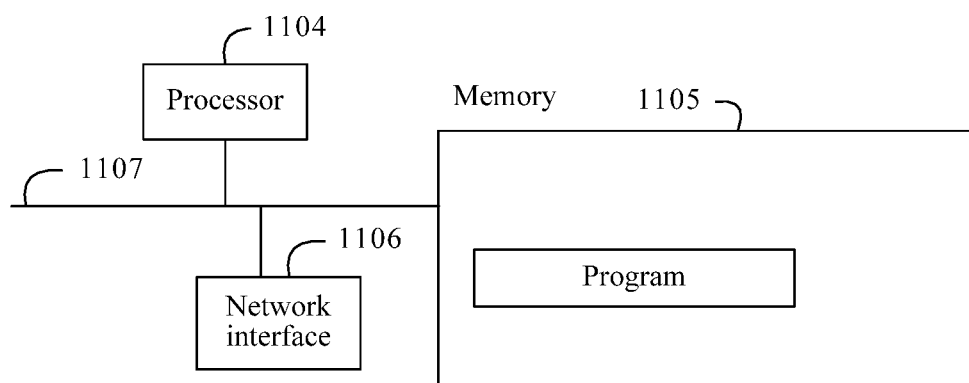 1104
Processor
Memory
1105
1107
1106
Network
interface
Program